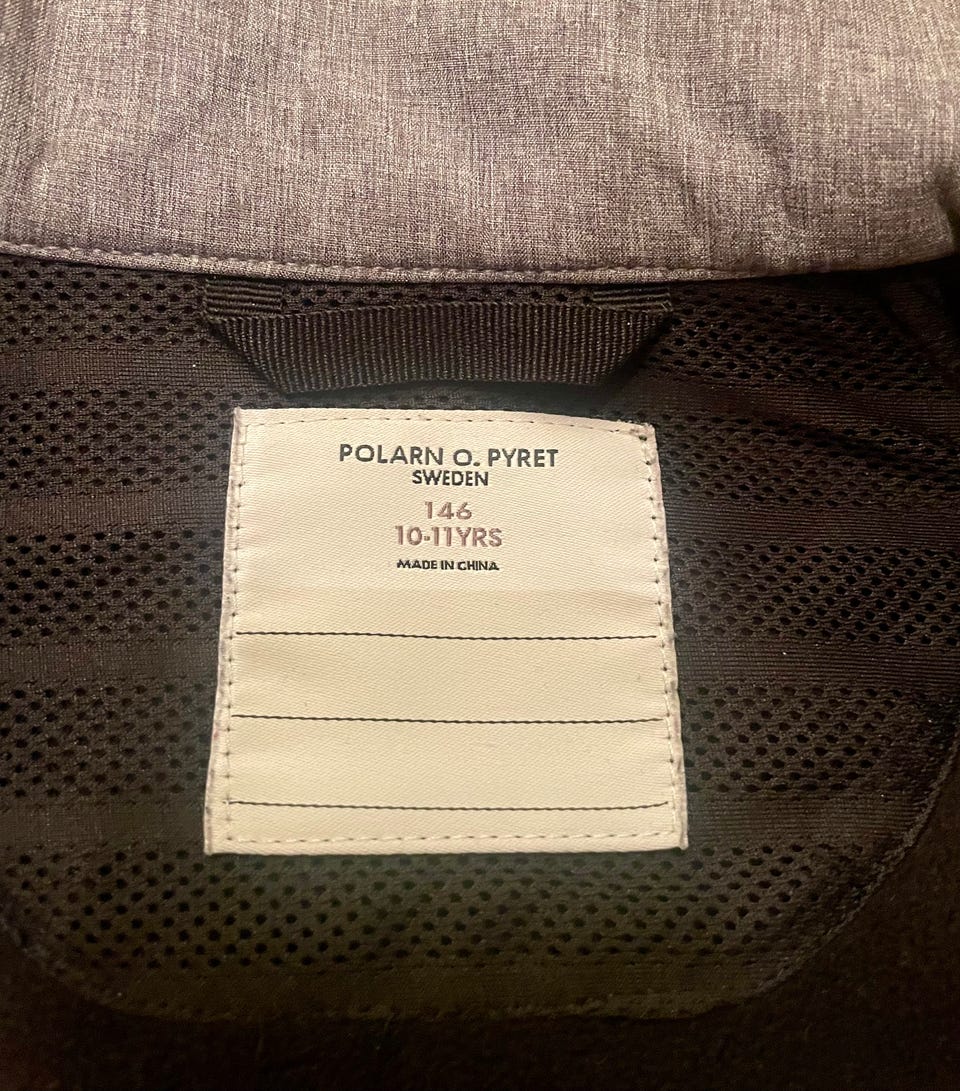 POLARN O. PYRET
SWEDEN
146
10-11YRS
MADE IN CHINA